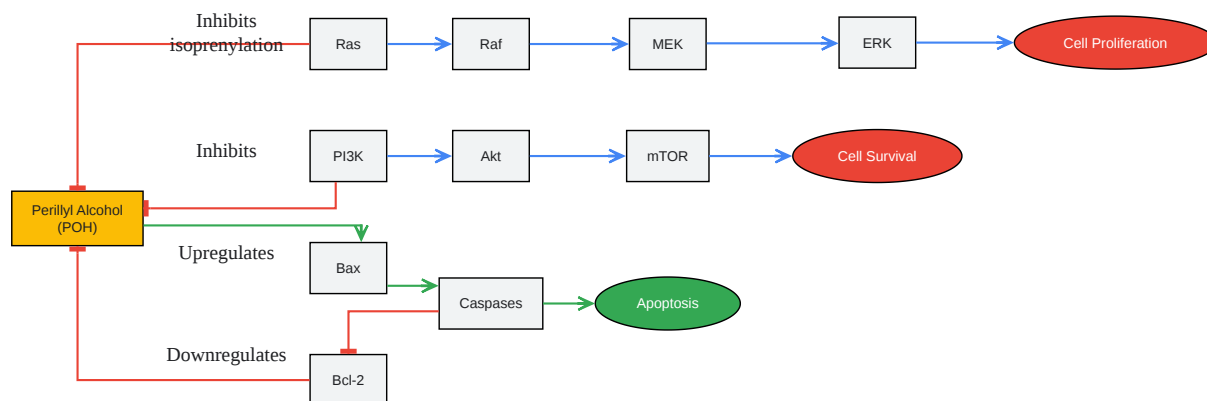 Inhibits
isoprenylation
Ras
Raf
MEK
ERK
Cell Proliferation
Inhibits
PI3K
Akt
mTOR
Cell Survival
Perillyl Alcohol
(POH)
Upregulates
Bax
Caspases
Apoptosis
Downregulates
Bcl-2